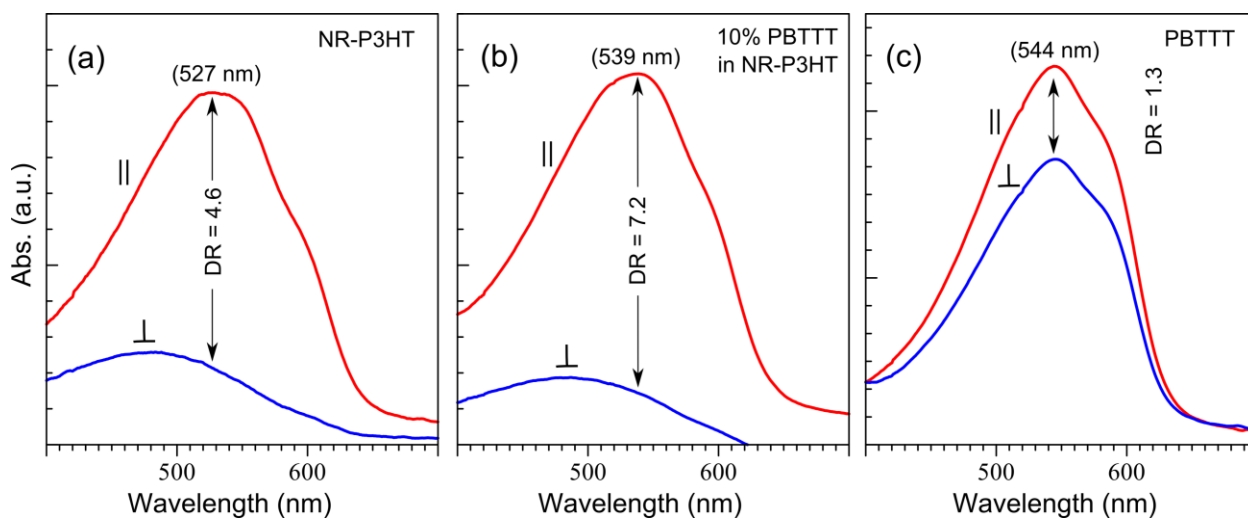 (a)
NR-P3HT
(527 nm)
||
DR = 4.6
⊥
500
600
Wavelength (nm)
Abs. (a.u.)
(b)
10% PBTTT
in NR-P3HT
(539 nm)
||
DR = 7.2
⊥
500
600
Wavelength (nm)
(c)
PBTTT
(544 nm)
||
DR = 1.3
⊥
500
600
Wavelength (nm)